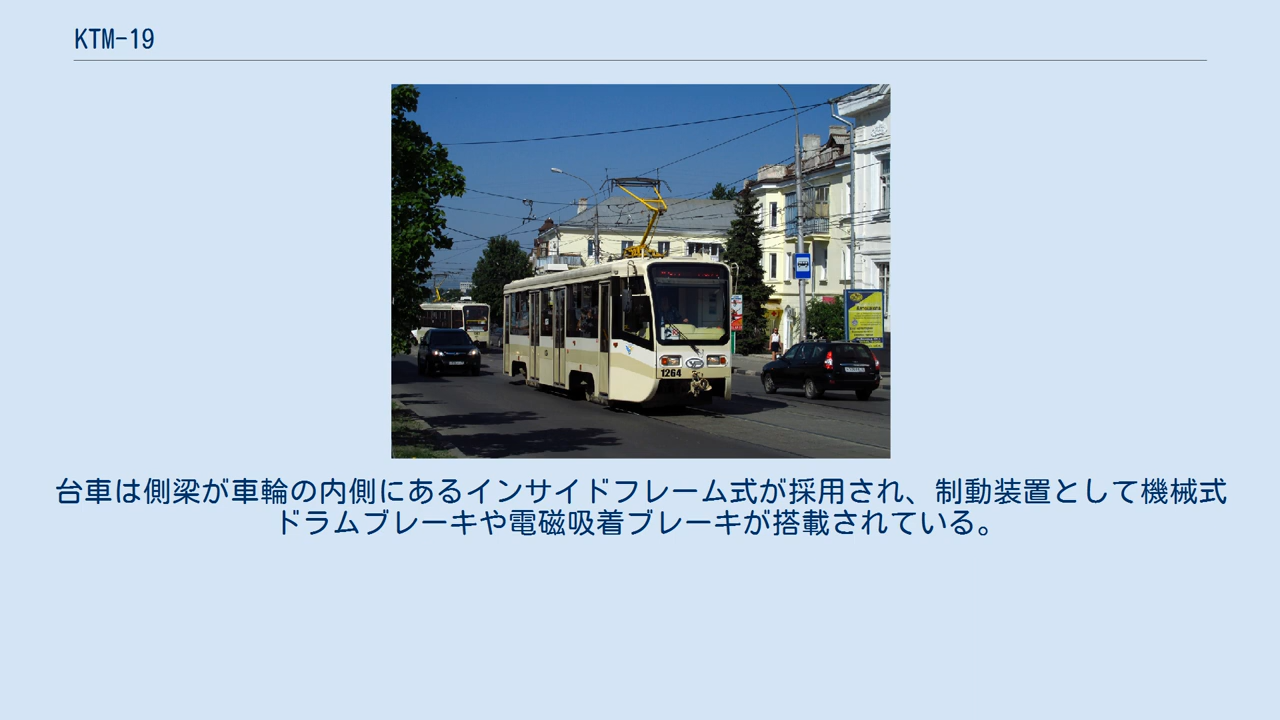 KTM-19
1264
台車は側梁が車輪の内側にあるインサイドフレーム式が採用され、制動装置として機械式
ドラムブレーキや電磁吸着ブレーキが搭載されている。